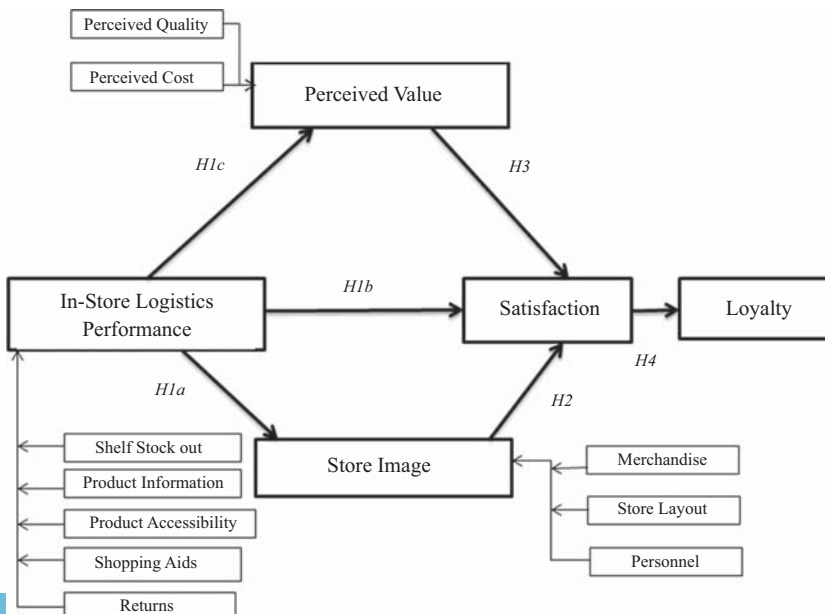 Perceived Quality
Perceived Cost
Perceived Value
H1c
H3
In-Store Logistics
Performance
H1b
Satisfaction
Loyalty
H1a
H2
H4
Shelf Stock out
Product Information
Product Accessibility
Shopping Aids
Returns
Store Image
Merchandise
Store Layout
Personnel